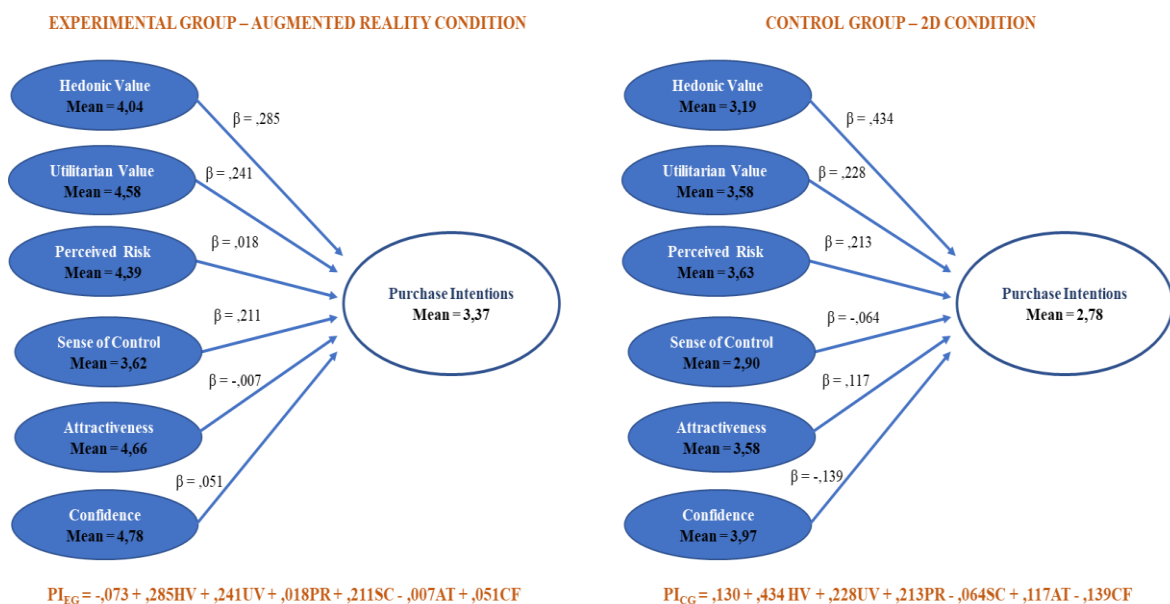 EXPERIMENTAL GROUP – AUGMENTED REALITY CONDITION
Hedonic Value
Mean = 4,04
β = ,285
Utilitarian Value
Mean = 4,58
β = ,241
Perceived Risk
Mean = 4,39
β = ,018
Sense of Control
Mean = 3,62
β = ,211
Attractiveness
Mean = 4,66
β = -,007
Confidence
Mean = 4,78
β = ,051
Purchase Intentions
Mean = 3,37
PIEG = -,073 + ,285HV + ,241UV + ,018PR + ,211SC - ,007AT + ,051CF
CONTROL GROUP – 2D CONDITION
Hedonic Value
Mean = 3,19
β = ,434
Utilitarian Value
Mean = 3,58
β = ,228
Perceived Risk
Mean = 3,63
β = ,213
Sense of Control
Mean = 2,90
β = -,064
Attractiveness
Mean = 3,58
β = ,117
Confidence
Mean = 3,97
β = -,139
Purchase Intentions
Mean = 2,78
PICG = ,130 + ,434 HV + ,228UV + ,213PR - ,064SC + ,117AT - ,139CF